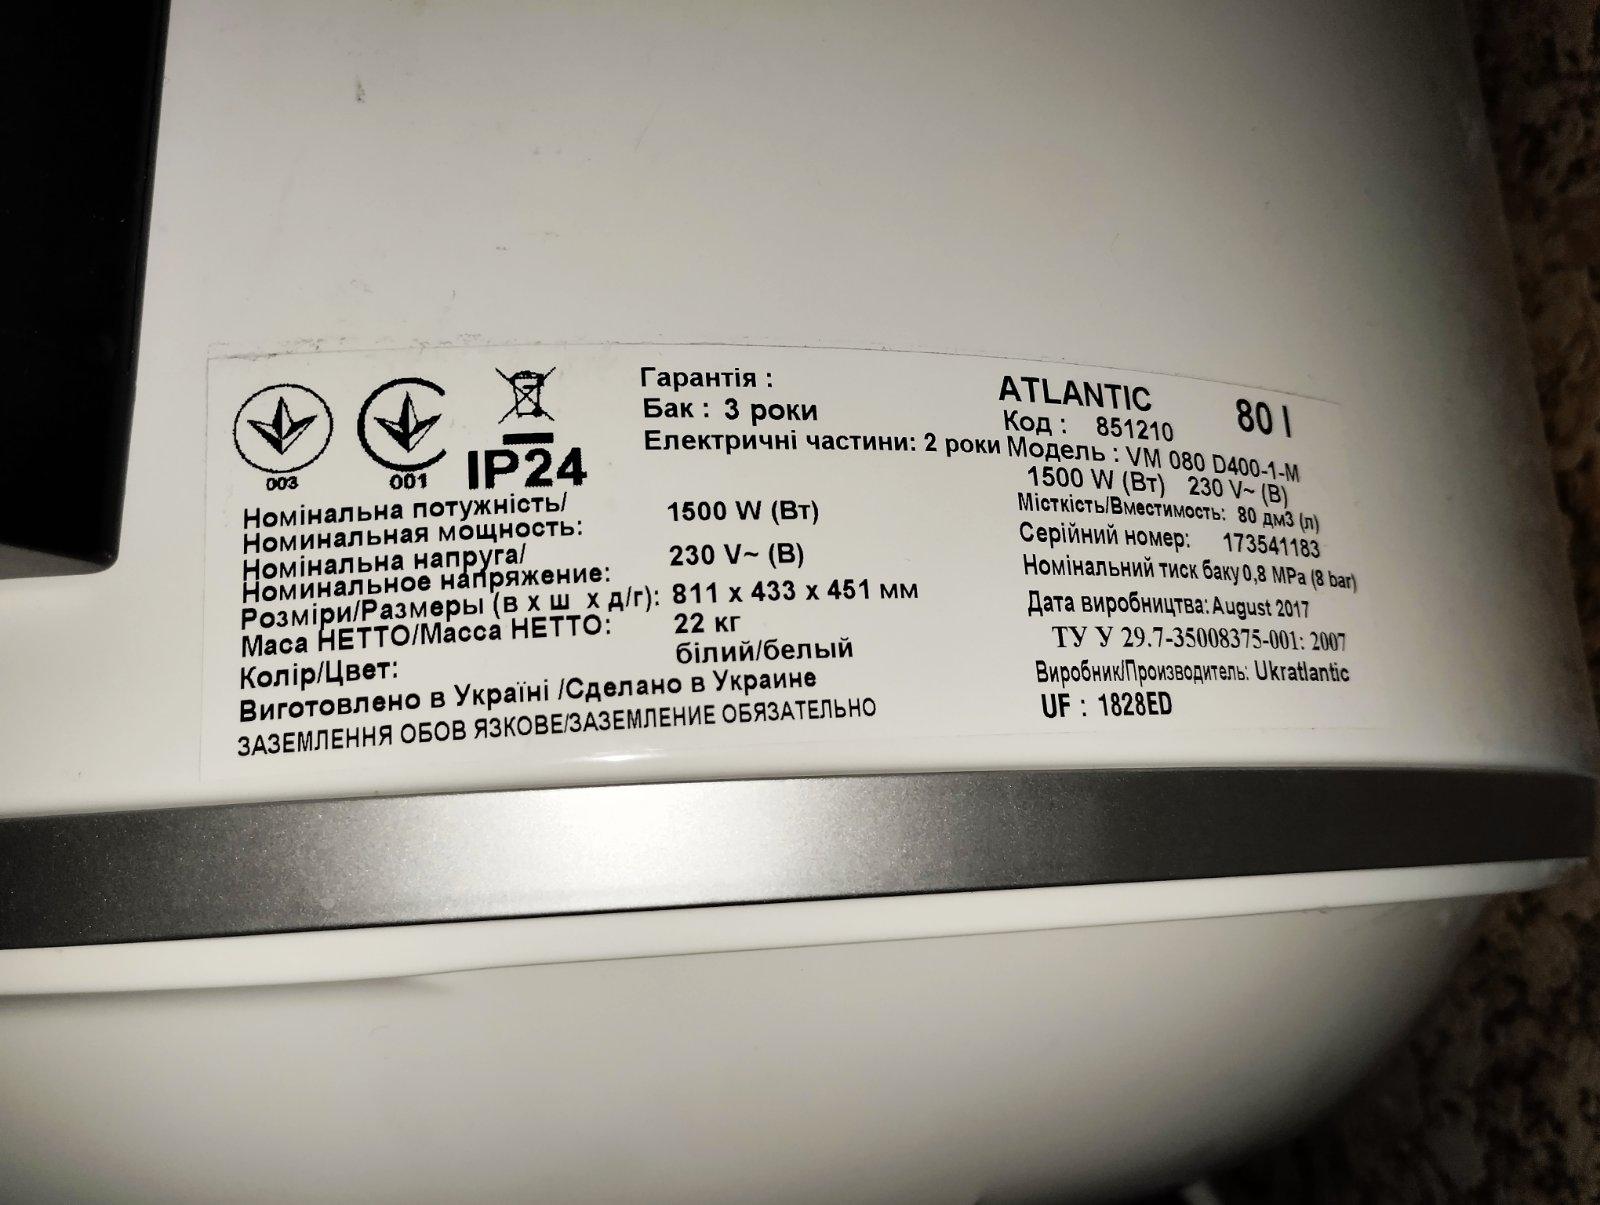 003
001
IP24
Гарантія :
Бак : 3 роки
Електричні частини: 2 роки
Номінальна потужність/
Номинальная мощность: 1500 W (Вт)
Номінальна напруга/
Номинальное напряжение: 230 V~ (В)
Розміри/Размеры (в х ш х д/г): 811 x 433 x 451 мм
Маса НЕТТО/Масса НЕТТО: 22 кг
Колір/Цвет: білий/белый
Виготовлено в Україні /Сделано в Украине
ЗАЗЕМЛЕННЯ ОБОВ ЯЗКОВЕ/ЗАЗЕМЛЕНИЕ ОБЯЗАТЕЛЬНО
ATLANTIC 80 l
Код : 851210
Модель : VM 080 D400-1-M
1500 W (Вт) 230 V~ (В)
Місткість/Вместимость: 80 дм3 (л)
Серійний номер: 173541183
Номінальний тиск баку 0,8 MPa (8 bar)
Дата виробництва: August 2017
ТУ У 29.7-35008375-001: 2007
Виробник/Производитель: Ukratlantic
UF : 1828ED